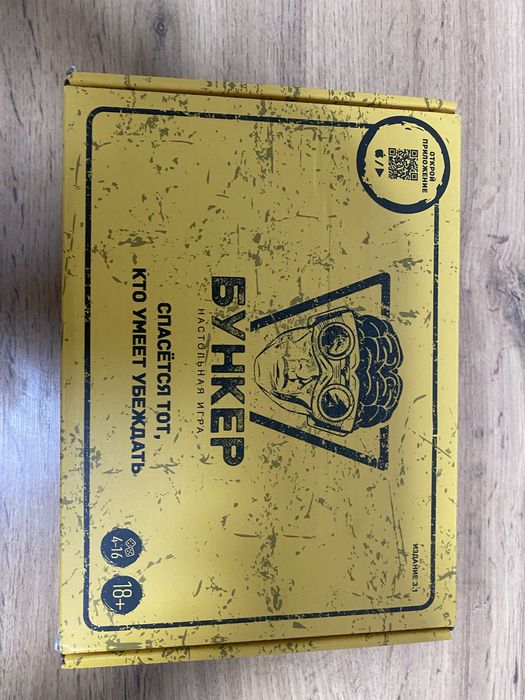 ОТКРОЙ
ПРИЛОЖЕНИЕ
БУНКЕР
НАСТОЛЬНАЯ ИГРА
СПАСЁТСЯ ТОТ,
КТО УМЕЕТ УБЕЖДАТЬ
ИЗДАНИЕ 3.1
4-16
18+